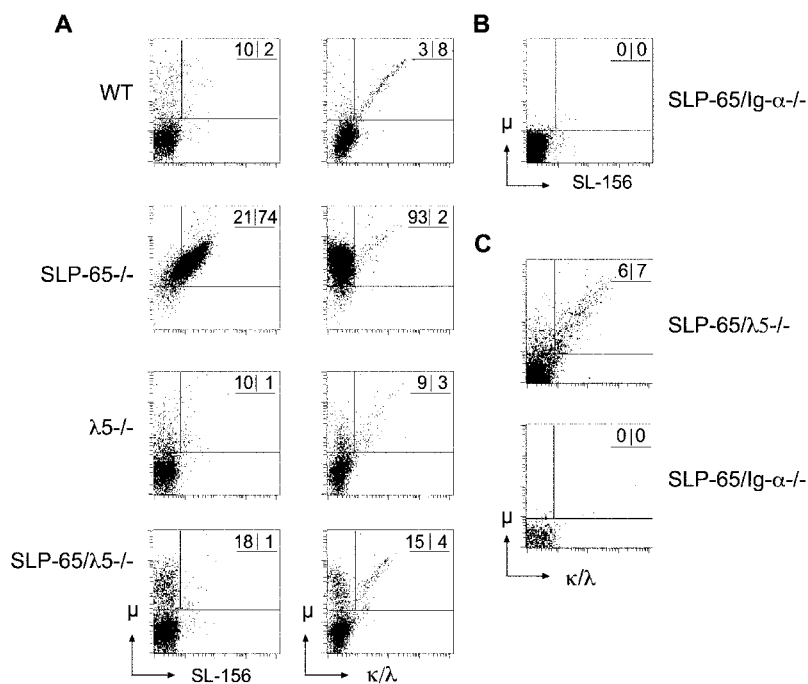 A
B
WT
10|2
3|8
0|0
SLP-65/Ig-α-/-
μ
SL-156
SLP-65-/-
21|74
93|2
C
6|7
SLP-65/λ5-/-
λ5-/-
10|1
9|3
0|0
SLP-65/Ig-α-/-
μ
κ/λ
SLP-65/λ5-/-
18|1
15|4
μ
SL-156
κ/λ